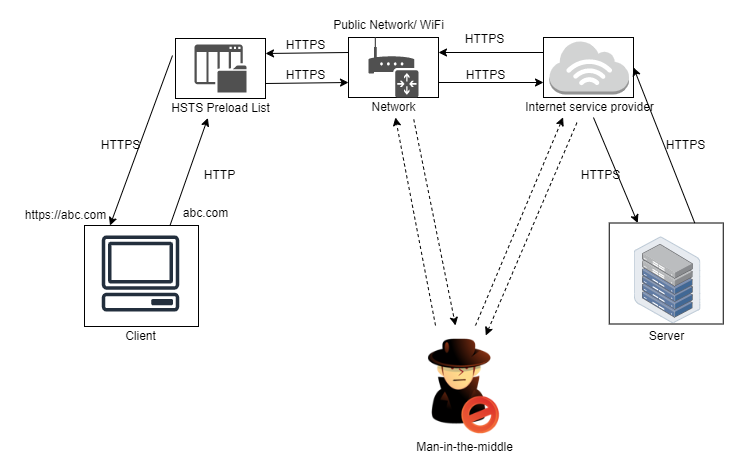 Public Network/ WiFi
HTTPS
HTTPS
HTTPS
HTTPS
HSTS Preload List
Network
Internet service provider
HTTPS
HTTP
HTTPS
HTTPS
https://abc.com
abc.com
Client
Server
Man-in-the-middle